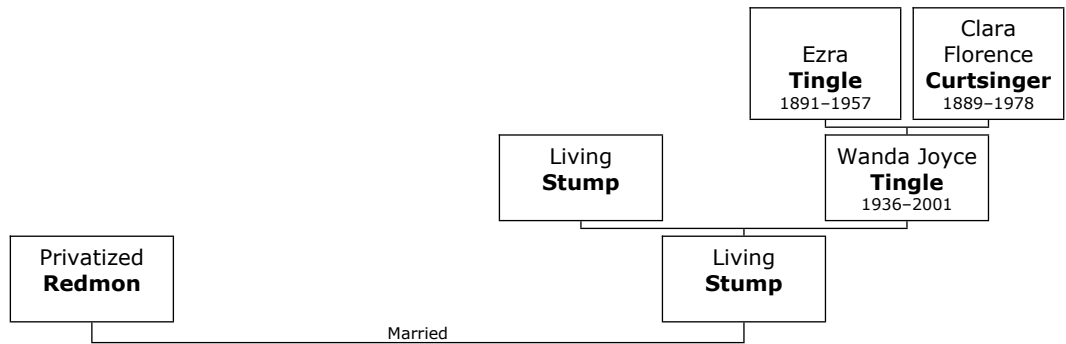 Ezra
Tingle
1891–1957
Clara
Florence
Curtsinger
1889–1978
Living
Stump
Wanda Joyce
Tingle
1936–2001
Privatized
Redmon
Living
Stump
Married